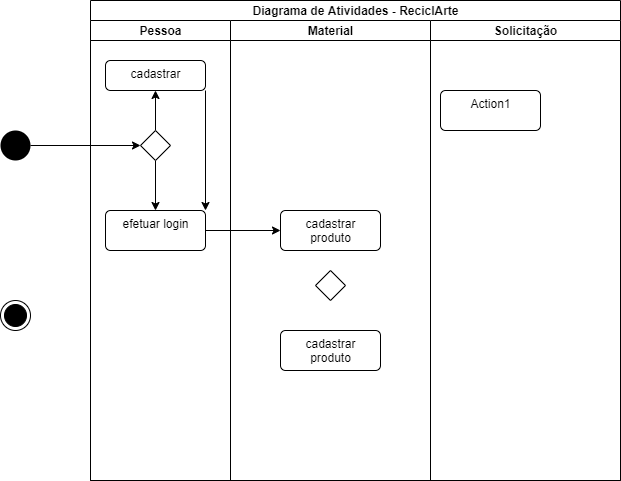 Diagrama de Atividades - ReciclArte
Pessoa
Material
Solicitação
cadastrar
Action1
efetuar login
cadastrar
produto
cadastrar
produto